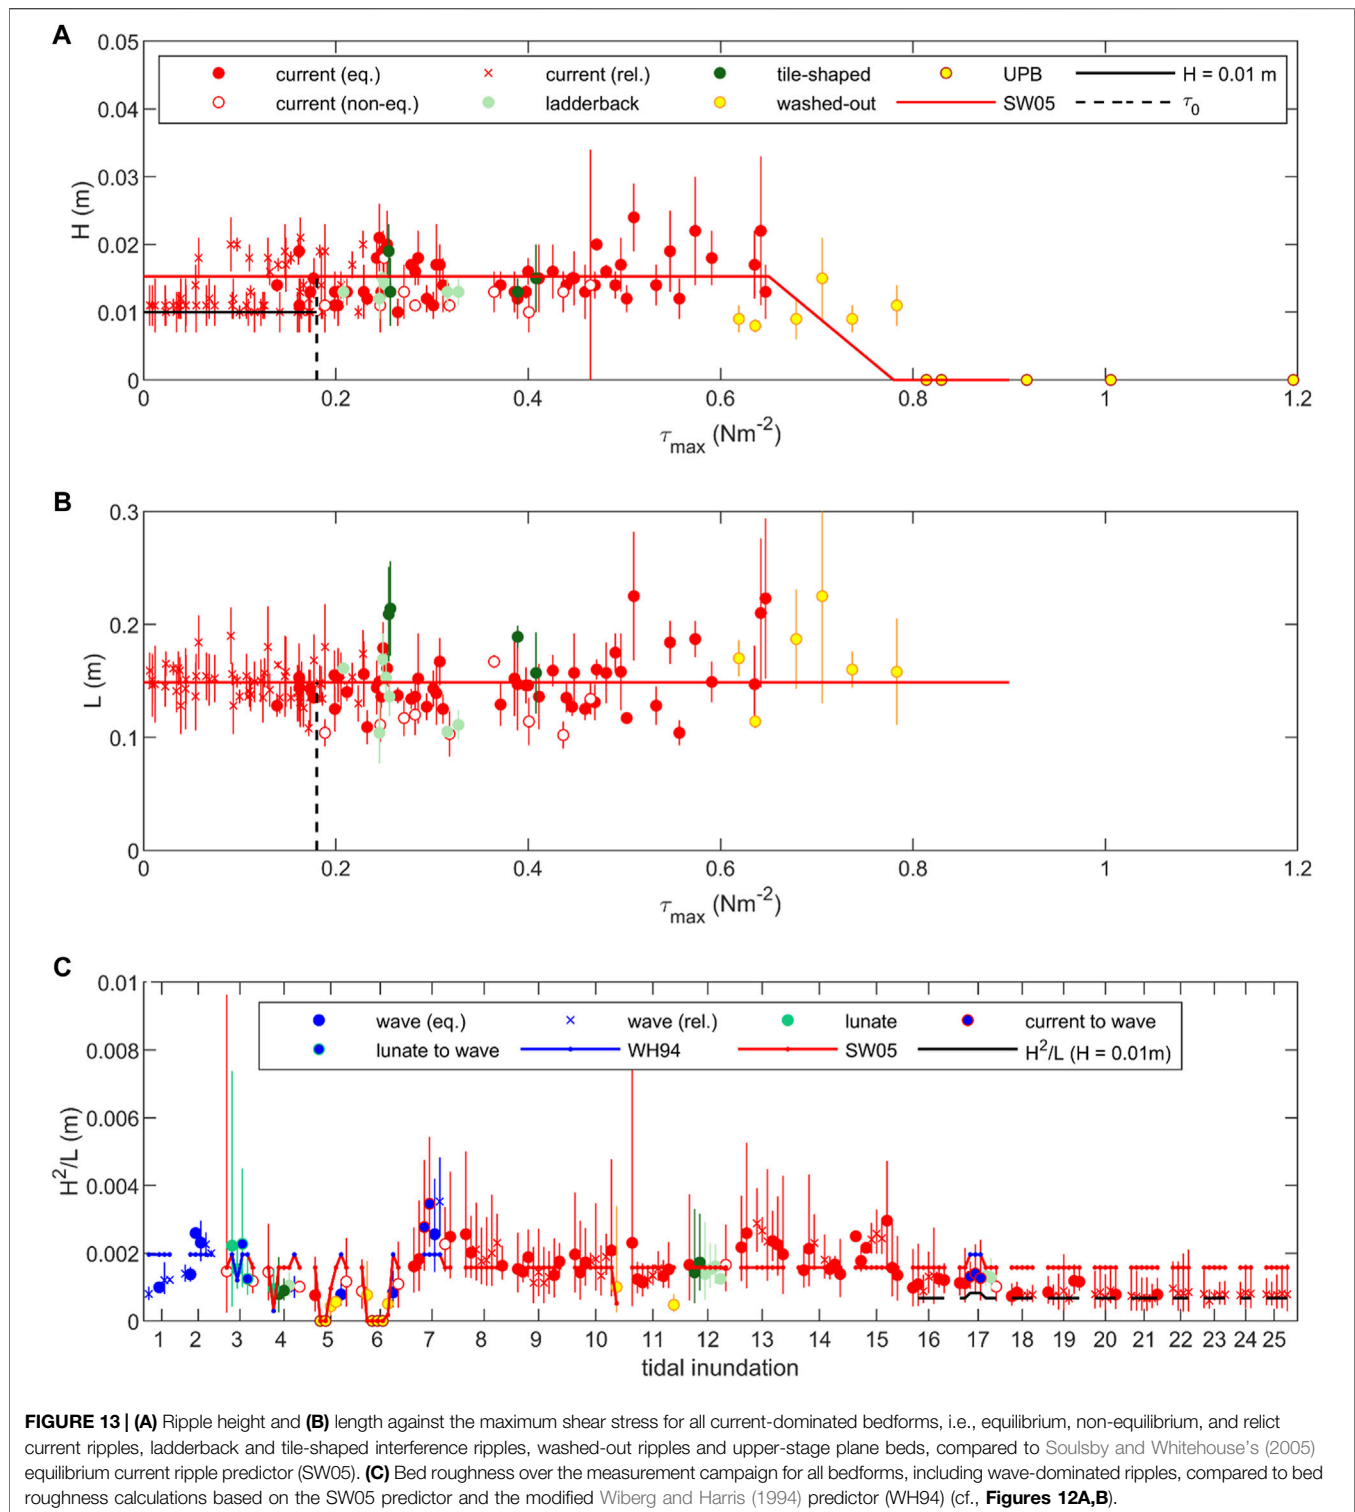 A
0.05
0.04
0.03
0.02
0.01
0
H (m)
current (eq.) current (rel.) tile-shaped UPB H = 0.01 m
current (non-eq.) ladderback washed-out SW05 τ0
0 0.2 0.4 0.6 0.8 1 1.2
τmax (Nm-2)
B
0.3
0.2
0.1
0
L (m)
0 0.2 0.4 0.6 0.8 1 1.2
τmax (Nm-2)
C
0.01
0.008
0.006
0.004
0.002
0
H2/L (m)
wave (eq.) wave (rel.) lunate current to wave
lunate to wave WH94 SW05 H2/L (H = 0.01m)
1 2 3 4 5 6 7 8 9 10 11 12 13 14 15 16 17 18 19 20 21 22 23 24 25
tidal inundation
FIGURE 13 | (A) Ripple height and (B) length against the maximum shear stress for all current-dominated bedforms, i.e., equilibrium, non-equilibrium, and relict
current ripples, ladderback and tile-shaped interference ripples, washed-out ripples and upper-stage plane beds, compared to Soulsby and Whitehouse's (2005)
equilibrium current ripple predictor (SW05). (C) Bed roughness over the measurement campaign for all bedforms, including wave-dominated ripples, compared to bed
roughness calculations based on the SW05 predictor and the modified Wiberg and Harris (1994) predictor (WH94) (cf., Figures 12A,B).